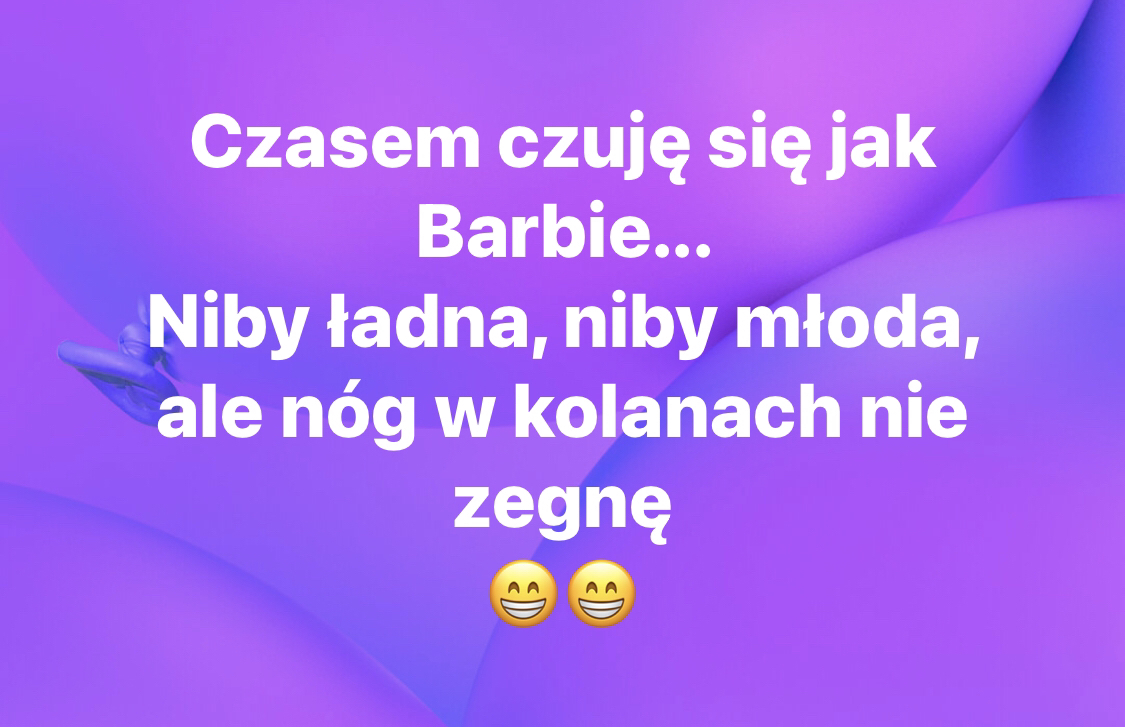 Czasem czuję się jak
Barbie...
Niby ładna, niby młoda,
ale nóg w kolanach nie
zegnę
😁😁